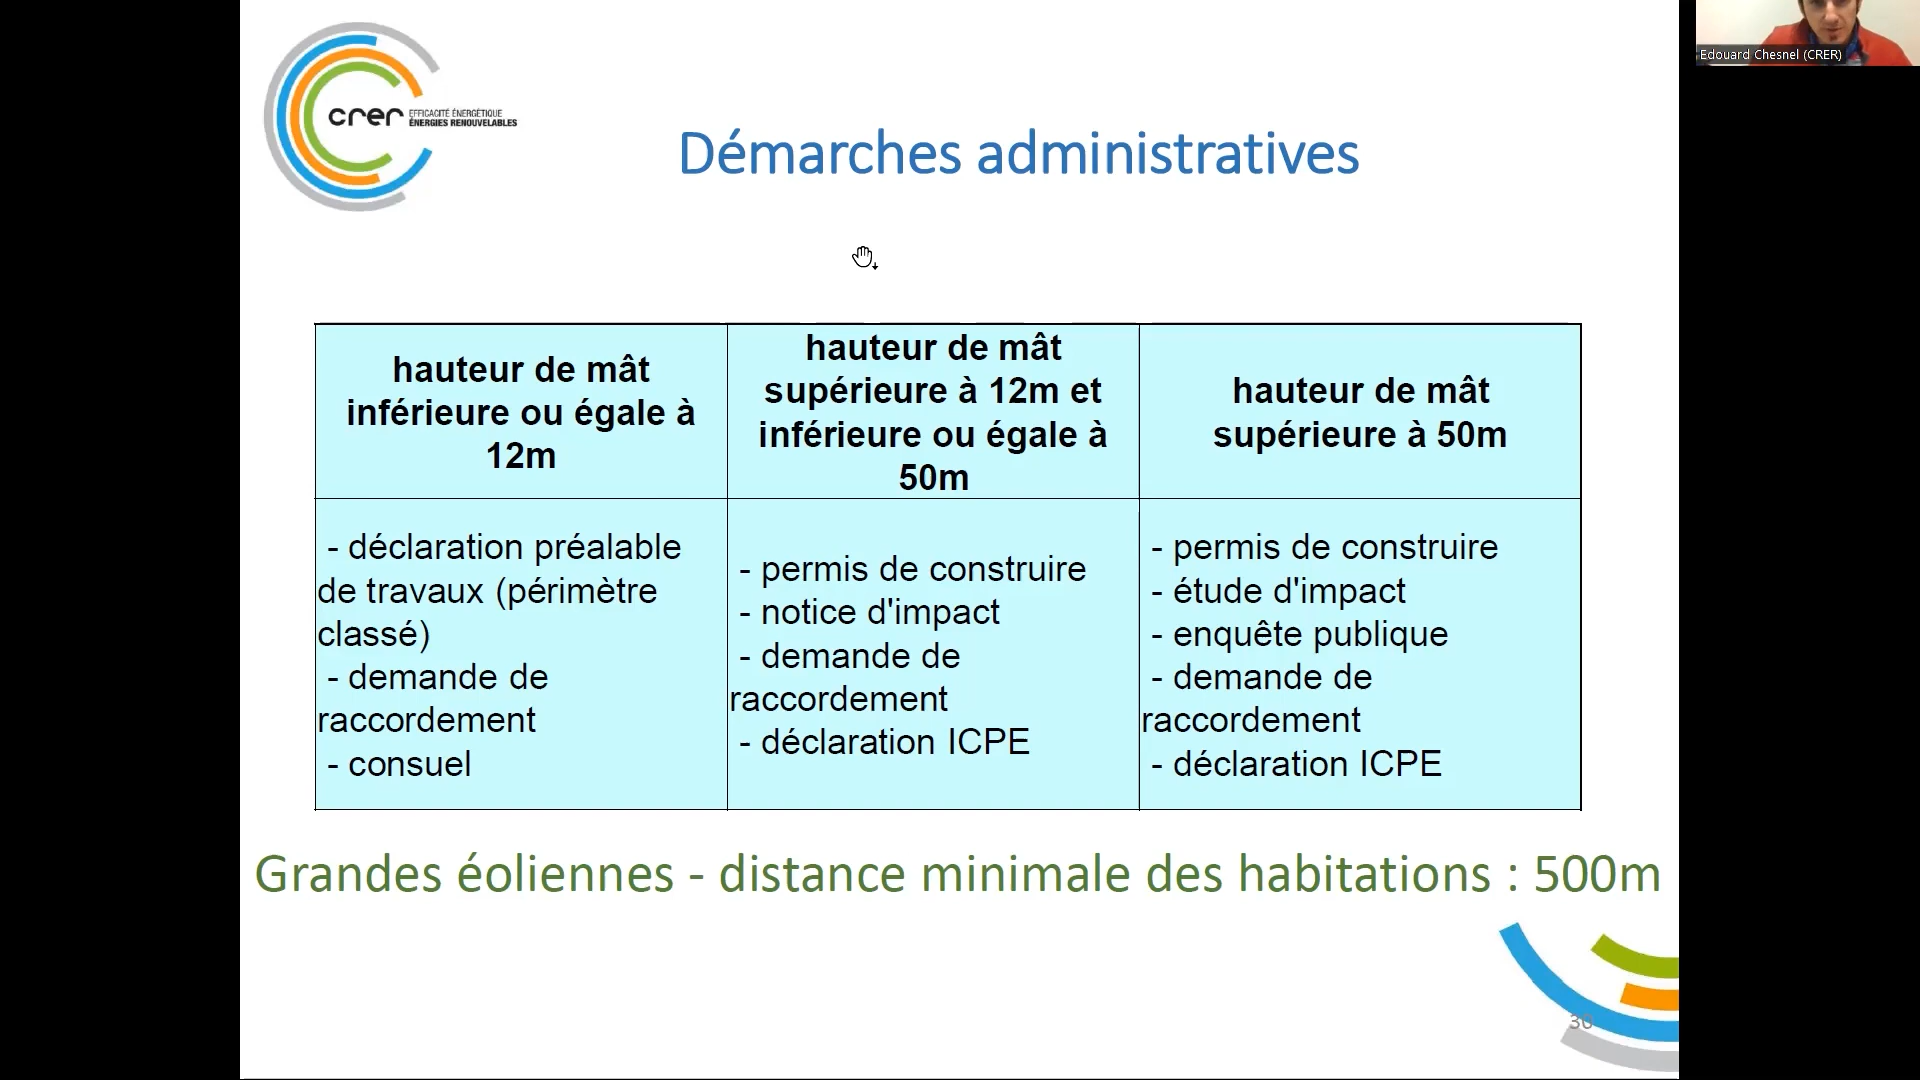 Edouard Chesnel (CRER)
crer EFFICACITÉ ÉNERGÉTIQUE
ÉNERGIES RENOUVELABLES
Démarches administratives
hauteur de mât
inférieure ou égale à
12m
hauteur de mât
supérieure à 12m et
inférieure ou égale à
50m
hauteur de mât
supérieure à 50m
- déclaration préalable
de travaux (périmètre
classé)
- demande de
raccordement
- consuel
- permis de construire
- notice d'impact
- demande de
raccordement
- déclaration ICPE
- permis de construire
- étude d'impact
- enquête publique
- demande de
raccordement
- déclaration ICPE
Grandes éoliennes - distance minimale des habitations : 500m
30